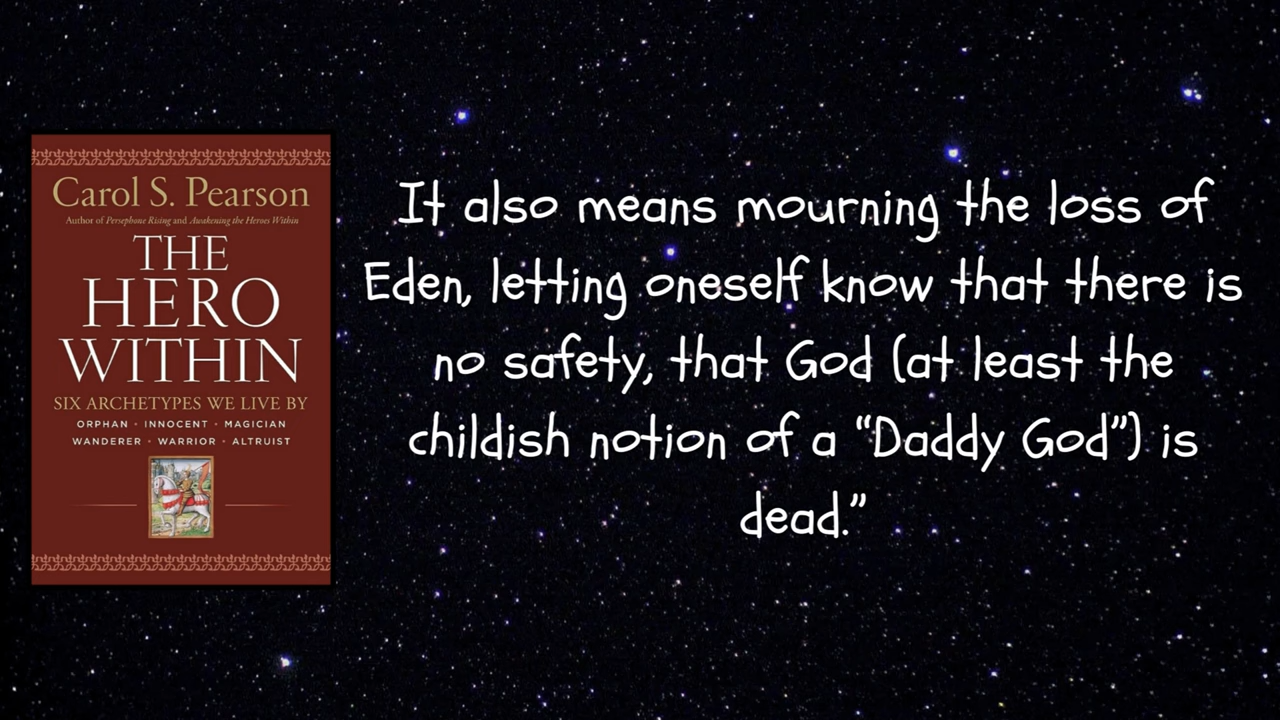 Carol S. Pearson
Author of Persephone Rising and Awakening the Heroes Within
THE
HERO
WITHIN
SIX ARCHETYPES WE LIVE BY
ORPHAN • INNOCENT • MAGICIAN
WANDERER • WARRIOR • ALTRUIST
It also means mourning the loss of
Eden, letting oneself know that there is
no safety, that God (at least the
childish notion of a “Daddy God”) is
dead.”